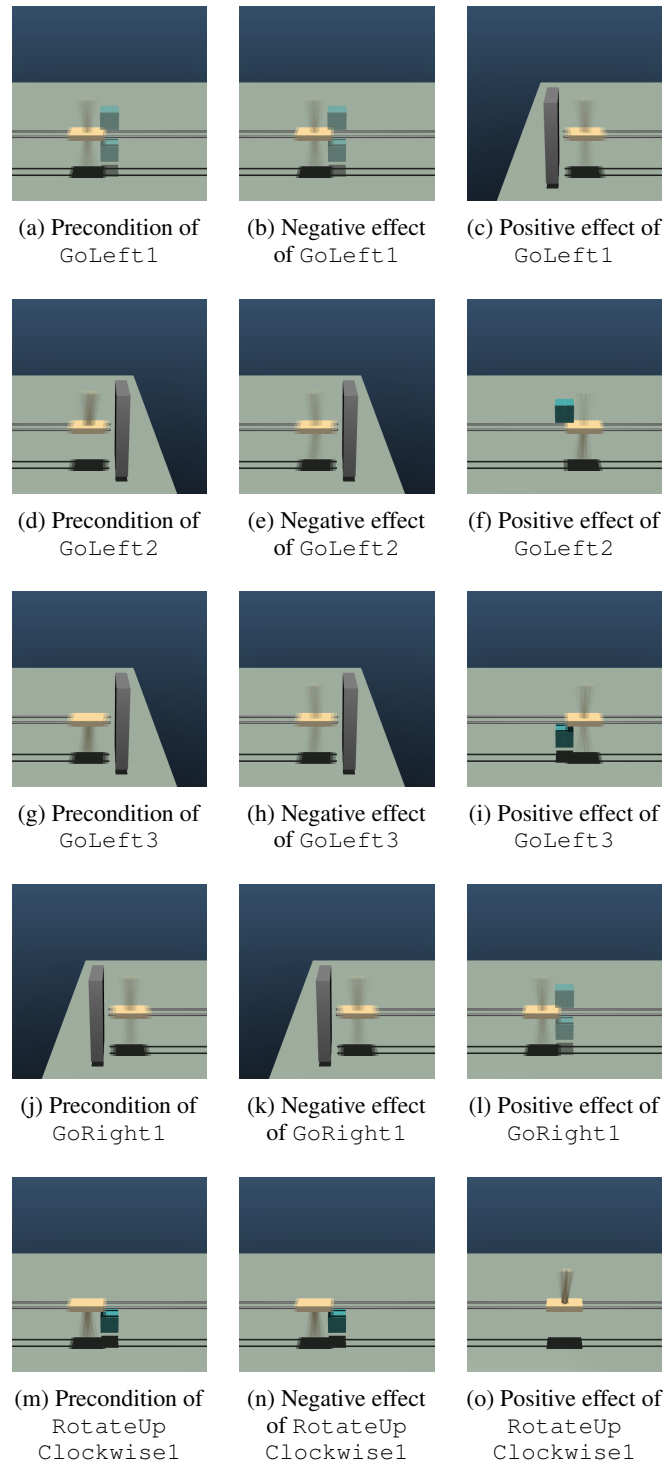 (a) Precondition of
GoLeft1
(b) Negative effect
of GoLeft1
(c) Positive effect of
GoLeft1
(d) Precondition of
GoLeft2
(e) Negative effect
of GoLeft2
(f) Positive effect of
GoLeft2
(g) Precondition of
GoLeft3
(h) Negative effect
of GoLeft3
(i) Positive effect of
GoLeft3
(j) Precondition of
GoRight1
(k) Negative effect
of GoRight1
(l) Positive effect of
GoRight1
(m) Precondition of
RotateUp
Clockwise1
(n) Negative effect
of RotateUp
Clockwise1
(o) Positive effect of
RotateUp
Clockwise1